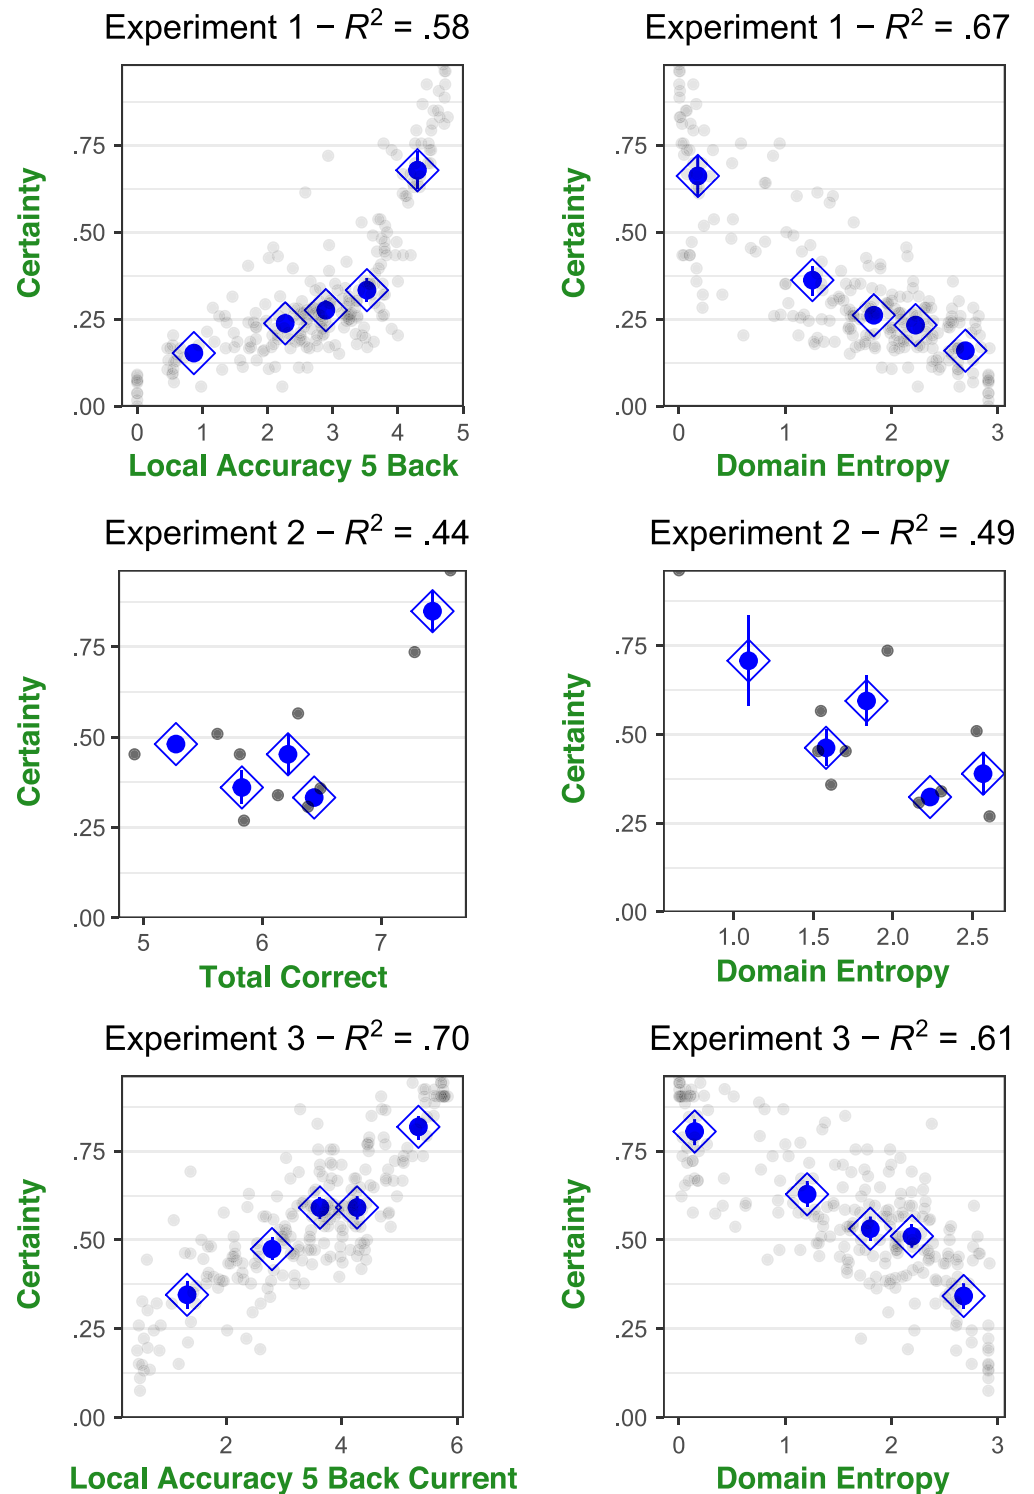 Experiment 1 − R² = .58
Certainty
.75
.50
.25
.00
0 1 2 3 4 5
Local Accuracy 5 Back
Experiment 1 − R² = .67
Certainty
.75
.50
.25
.00
0 1 2 3
Domain Entropy
Experiment 2 − R² = .44
Certainty
.75
.50
.25
.00
5 6 7
Total Correct
Experiment 2 − R² = .49
Certainty
.75
.50
.25
.00
1.0 1.5 2.0 2.5
Domain Entropy
Experiment 3 − R² = .70
Certainty
.75
.50
.25
.00
2 4 6
Local Accuracy 5 Back Current
Experiment 3 − R² = .61
Certainty
.75
.50
.25
.00
0 1 2 3
Domain Entropy